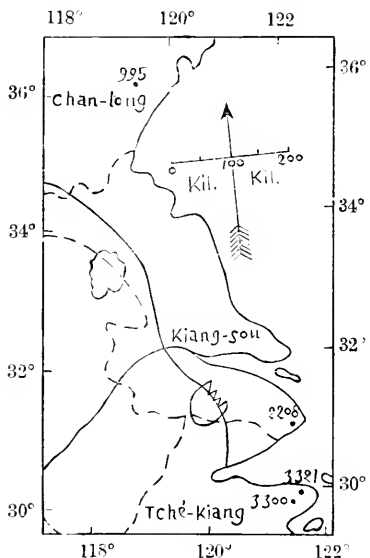 118° 120° 122
995
36° 36°
Chan-tong
0 100 200
Kil. Kil.
34° 34°
Kiang-sou
32' 32°
2206
3321
30° 30°
3300
Tché-Kiang
118° 120° 122